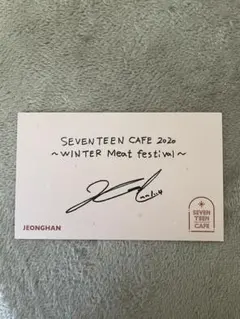 SEVENTEEN CAFE 2020
~WINTER Meat festival~
JEONGHAN
SEVEN
TEEN
CAFE